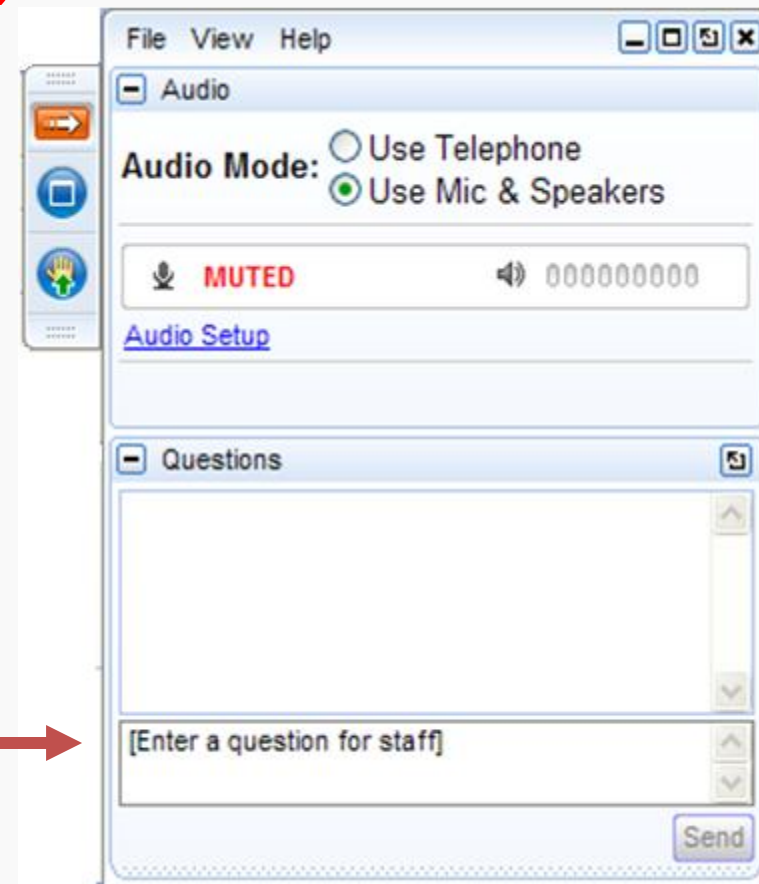 File View Help
Audio
Audio Mode: Use Telephone
Use Mic & Speakers
MUTED 000000000
Audio Setup
Questions
[Enter a question for staff]
Send